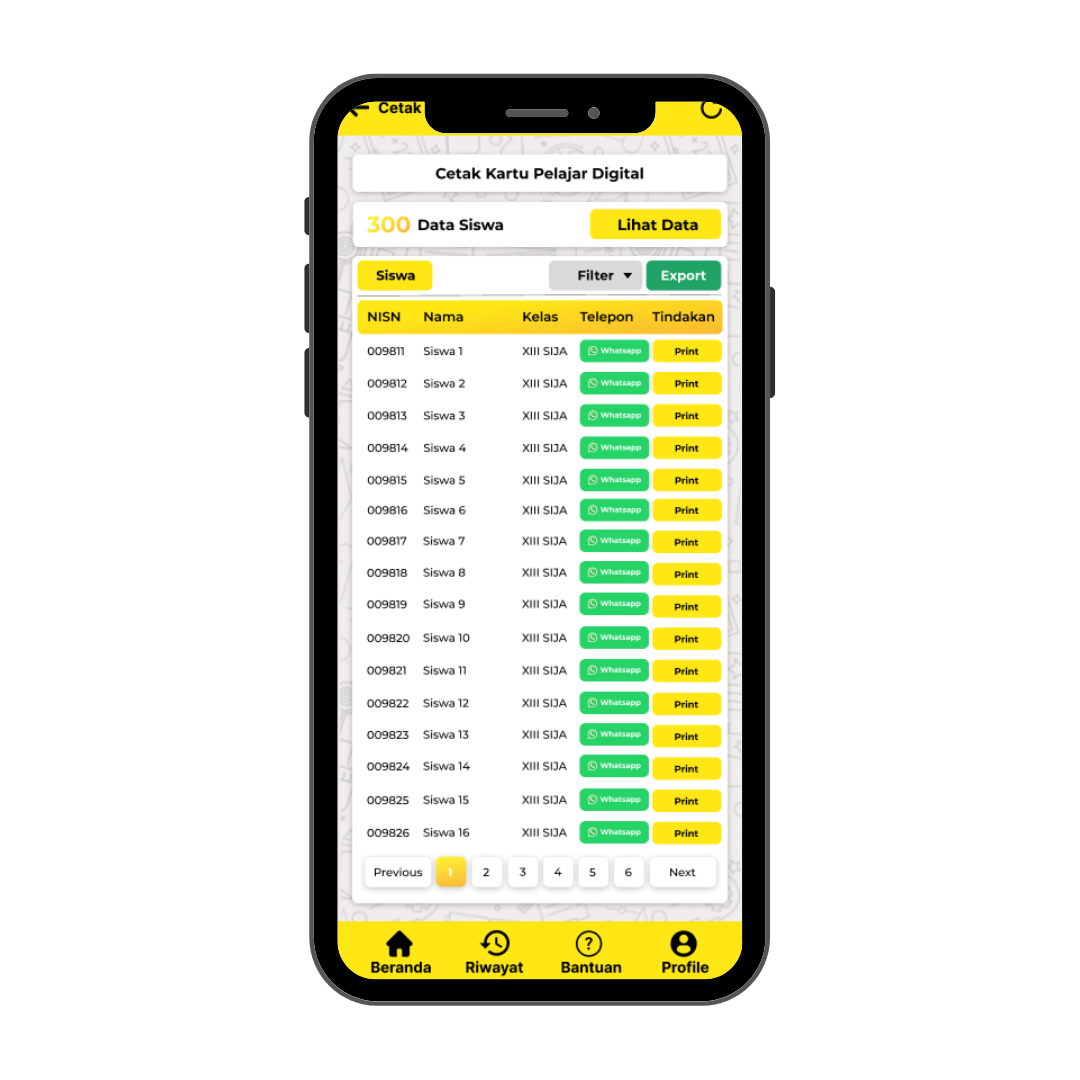 Cetak
Cetak Kartu Pelajar Digital
300 Data Siswa Lihat Data
Siswa Filter Export
NISN Nama Kelas Telepon Tindakan
009811 Siswa 1 XIII SIJA Whatsapp Print
009812 Siswa 2 XIII SIJA Whatsapp Print
009813 Siswa 3 XIII SIJA Whatsapp Print
009814 Siswa 4 XIII SIJA Whatsapp Print
009815 Siswa 5 XIII SIJA Whatsapp Print
009816 Siswa 6 XIII SIJA Whatsapp Print
009817 Siswa 7 XIII SIJA Whatsapp Print
009818 Siswa 8 XIII SIJA Whatsapp Print
009819 Siswa 9 XIII SIJA Whatsapp Print
009820 Siswa 10 XIII SIJA Whatsapp Print
009821 Siswa 11 XIII SIJA Whatsapp Print
009822 Siswa 12 XIII SIJA Whatsapp Print
009823 Siswa 13 XIII SIJA Whatsapp Print
009824 Siswa 14 XIII SIJA Whatsapp Print
009825 Siswa 15 XIII SIJA Whatsapp Print
009826 Siswa 16 XIII SIJA Whatsapp Print
Previous 1 2 3 4 5 6 Next
Beranda Riwayat Bantuan Profile